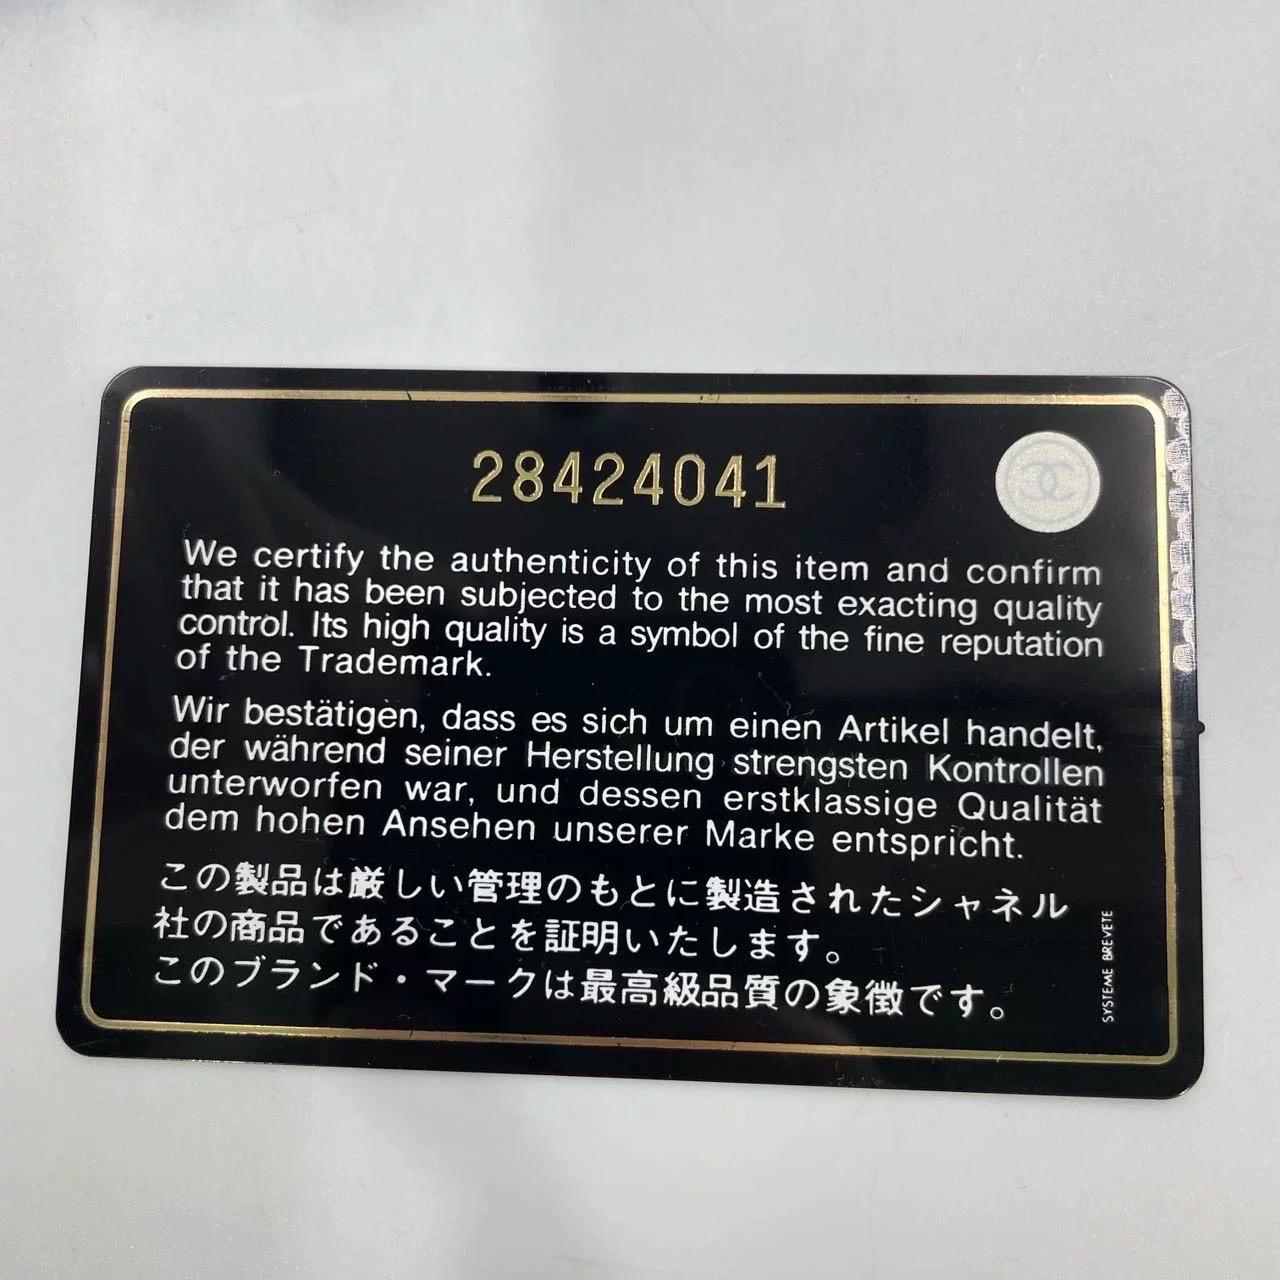 28424041
We certify the authenticity of this item and confirm
that it has been subjected to the most exacting quality
control. Its high quality is a symbol of the fine reputation
of the Trademark.
Wir bestätigen, dass es sich um einen Artikel handelt,
der während seiner Herstellung strengsten Kontrollen
unterworfen war, und dessen erstklassige Qualität
dem hohen Ansehen unserer Marke entspricht.
この製品は厳しい管理のもとに製造されたシャネル
社の商品であることを証明いたします。
このブランド・マークは最高級品質の象徴です。
SYSTEME BREVETE